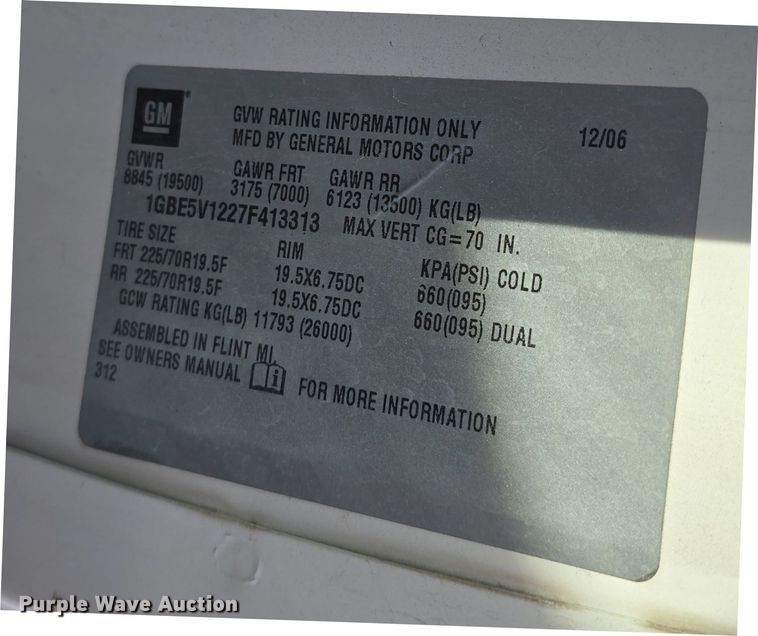 GM
GVW RATING INFORMATION ONLY 12/06
MFD BY GENERAL MOTORS CORP
GVWR GAWR FRT GAWR RR
8845 (19500) 3175 (7000) 6123 (13500) KG(LB)
1GBE5V1227F413313 MAX VERT CG=70 IN.
TIRE SIZE RIM KPA(PSI) COLD
FRT 225/70R19.5F 19.5X6.75DC 660(095)
RR 225/70R19.5F 19.5X6.75DC 660(095) DUAL
GCW RATING KG(LB) 11793 (26000)
ASSEMBLED IN FLINT MI.
SEE OWNERS MANUAL i FOR MORE INFORMATION
312
Purple Wave Auction